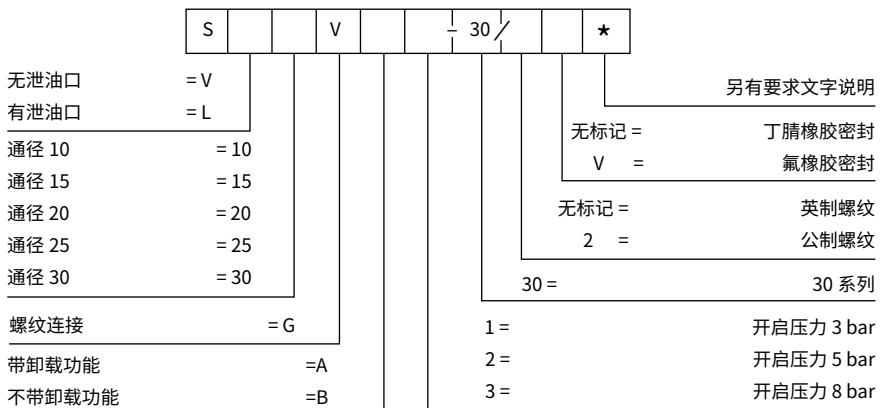 S V – 30 / *
无泄油口 = V
有泄油口 = L
通径 10 = 10
通径 15 = 15
通径 20 = 20
通径 25 = 25
通径 30 = 30
螺纹连接 = G
带卸载功能 =A
不带卸载功能 =B
另有要求文字说明
无标记 = 丁腈橡胶密封
V = 氟橡胶密封
无标记 = 英制螺纹
2 = 公制螺纹
30 = 30 系列
1 = 开启压力 3 bar
2 = 开启压力 5 bar
3 = 开启压力 8 bar